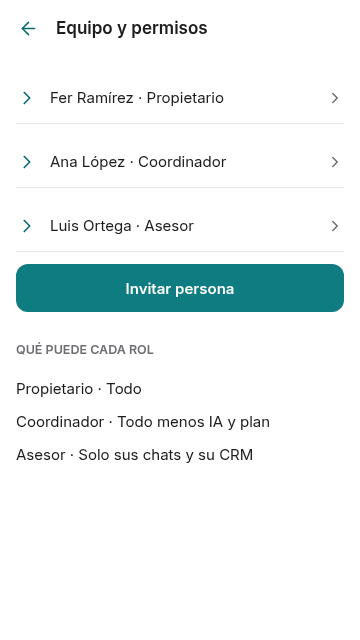 Equipo y permisos
Fer Ramírez · Propietario
Ana López · Coordinador
Luis Ortega · Asesor
Invitar persona
QUÉ PUEDE CADA ROL
Propietario · Todo
Coordinador · Todo menos IA y plan
Asesor · Solo sus chats y su CRM